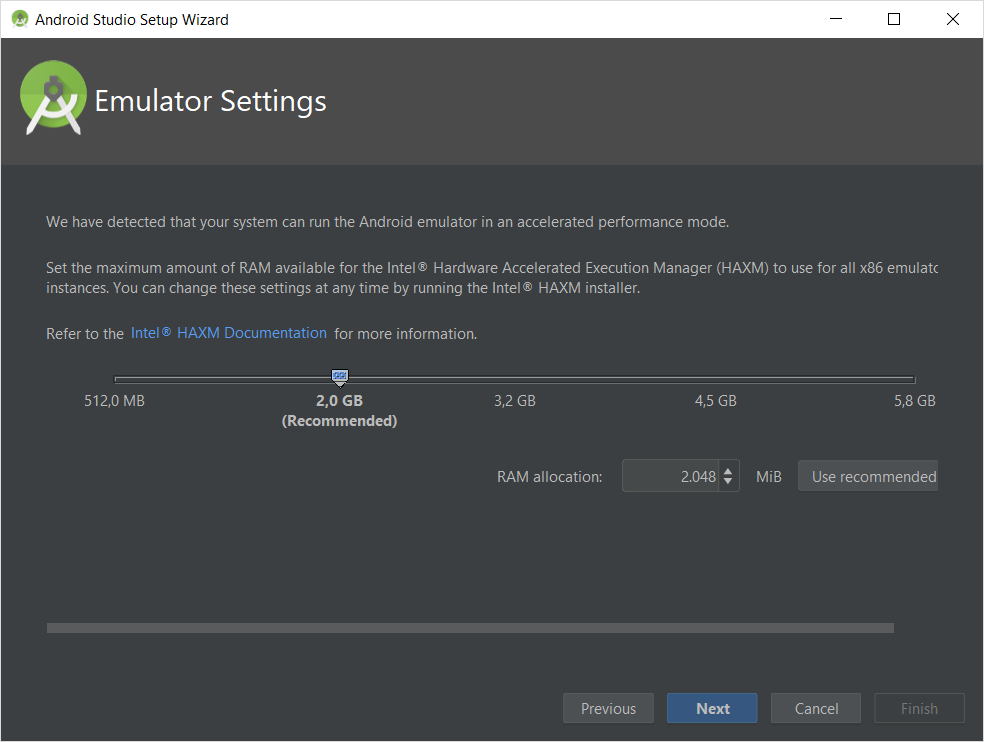 Android Studio Setup Wizard
Emulator Settings
We have detected that your system can run the Android emulator in an accelerated performance mode.
Set the maximum amount of RAM available for the Intel® Hardware Accelerated Execution Manager (HAXM) to use for all x86 emulatc
instances. You can change these settings at any time by running the Intel® HAXM installer.
Refer to the Intel® HAXM Documentation for more information.
512,0 MB 2,0 GB 3,2 GB 4,5 GB 5,8 GB
(Recommended)
RAM allocation: 2.048 MiB Use recommended
Previous Next Cancel Finish